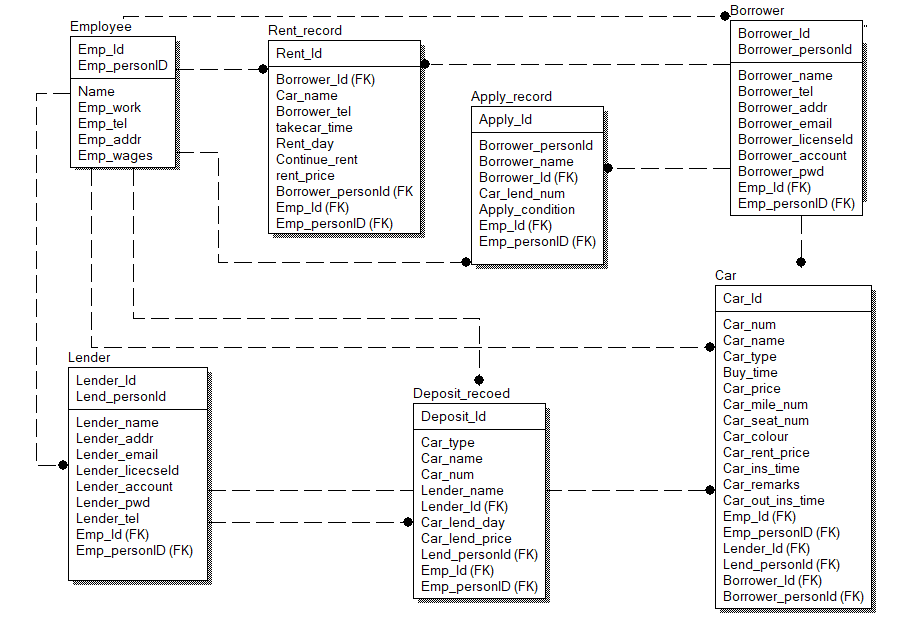 Employee
Emp_Id
Emp_personID
Name
Emp_work
Emp_tel
Emp_addr
Emp_wages
Rent_record
Rent_Id
Borrower_Id (FK)
Car_name
Borrower_tel
takecar_time
Rent_day
Continue_rent
rent_price
Borrower_personId (FK
Emp_Id (FK)
Emp_personID (FK)
Apply_record
Apply_Id
Borrower_personId
Borrower_name
Borrower_Id (FK)
Car_lend_num
Apply_condition
Emp_Id (FK)
Emp_personID (FK)
Borrower
Borrower_Id
Borrower_personId
Borrower_name
Borrower_tel
Borrower_addr
Borrower_email
Borrower_licenseId
Borrower_account
Borrower_pwd
Emp_Id (FK)
Emp_personID (FK)
Lender
Lender_Id
Lend_personId
Lender_name
Lender_addr
Lender_email
Lender_licecseId
Lender_account
Lender_pwd
Lender_tel
Emp_Id (FK)
Emp_personID (FK)
Deposit_recoed
Deposit_Id
Car_type
Car_name
Car_num
Lender_name
Lender_Id (FK)
Car_lend_day
Car_lend_price
Lend_personId (FK)
Emp_Id (FK)
Emp_personID (FK)
Car
Car_Id
Car_num
Car_name
Car_type
Buy_time
Car_price
Car_mile_num
Car_seat_num
Car_colour
Car_rent_price
Car_ins_time
Car_remarks
Car_out_ins_time
Emp_Id (FK)
Emp_personID (FK)
Lender_Id (FK)
Lend_personId (FK)
Borrower_Id (FK)
Borrower_personId (FK)